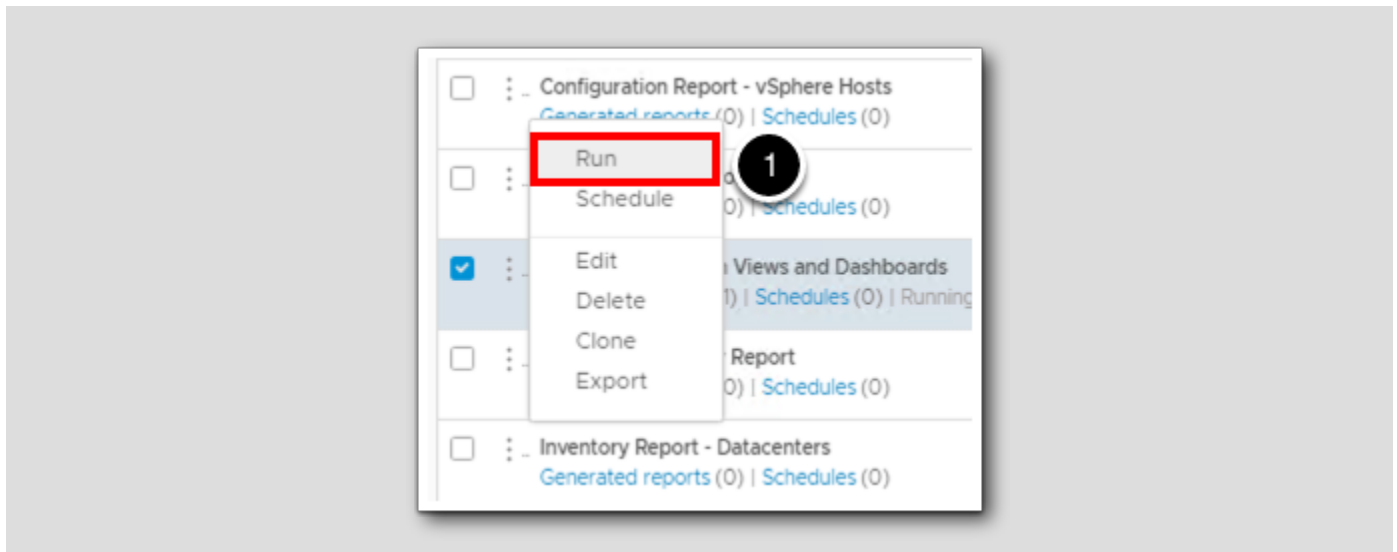 Configuration Report - vSphere Hosts
Generated reports (0) | Schedules (0)
Run
1
Schedule
0) | Schedules (0)
Edit
Views and Dashboards
Delete
1) | Schedules (0) | Running
Clone
Report
Export
0) | Schedules (0)
Inventory Report - Datacenters
Generated reports (0) | Schedules (0)